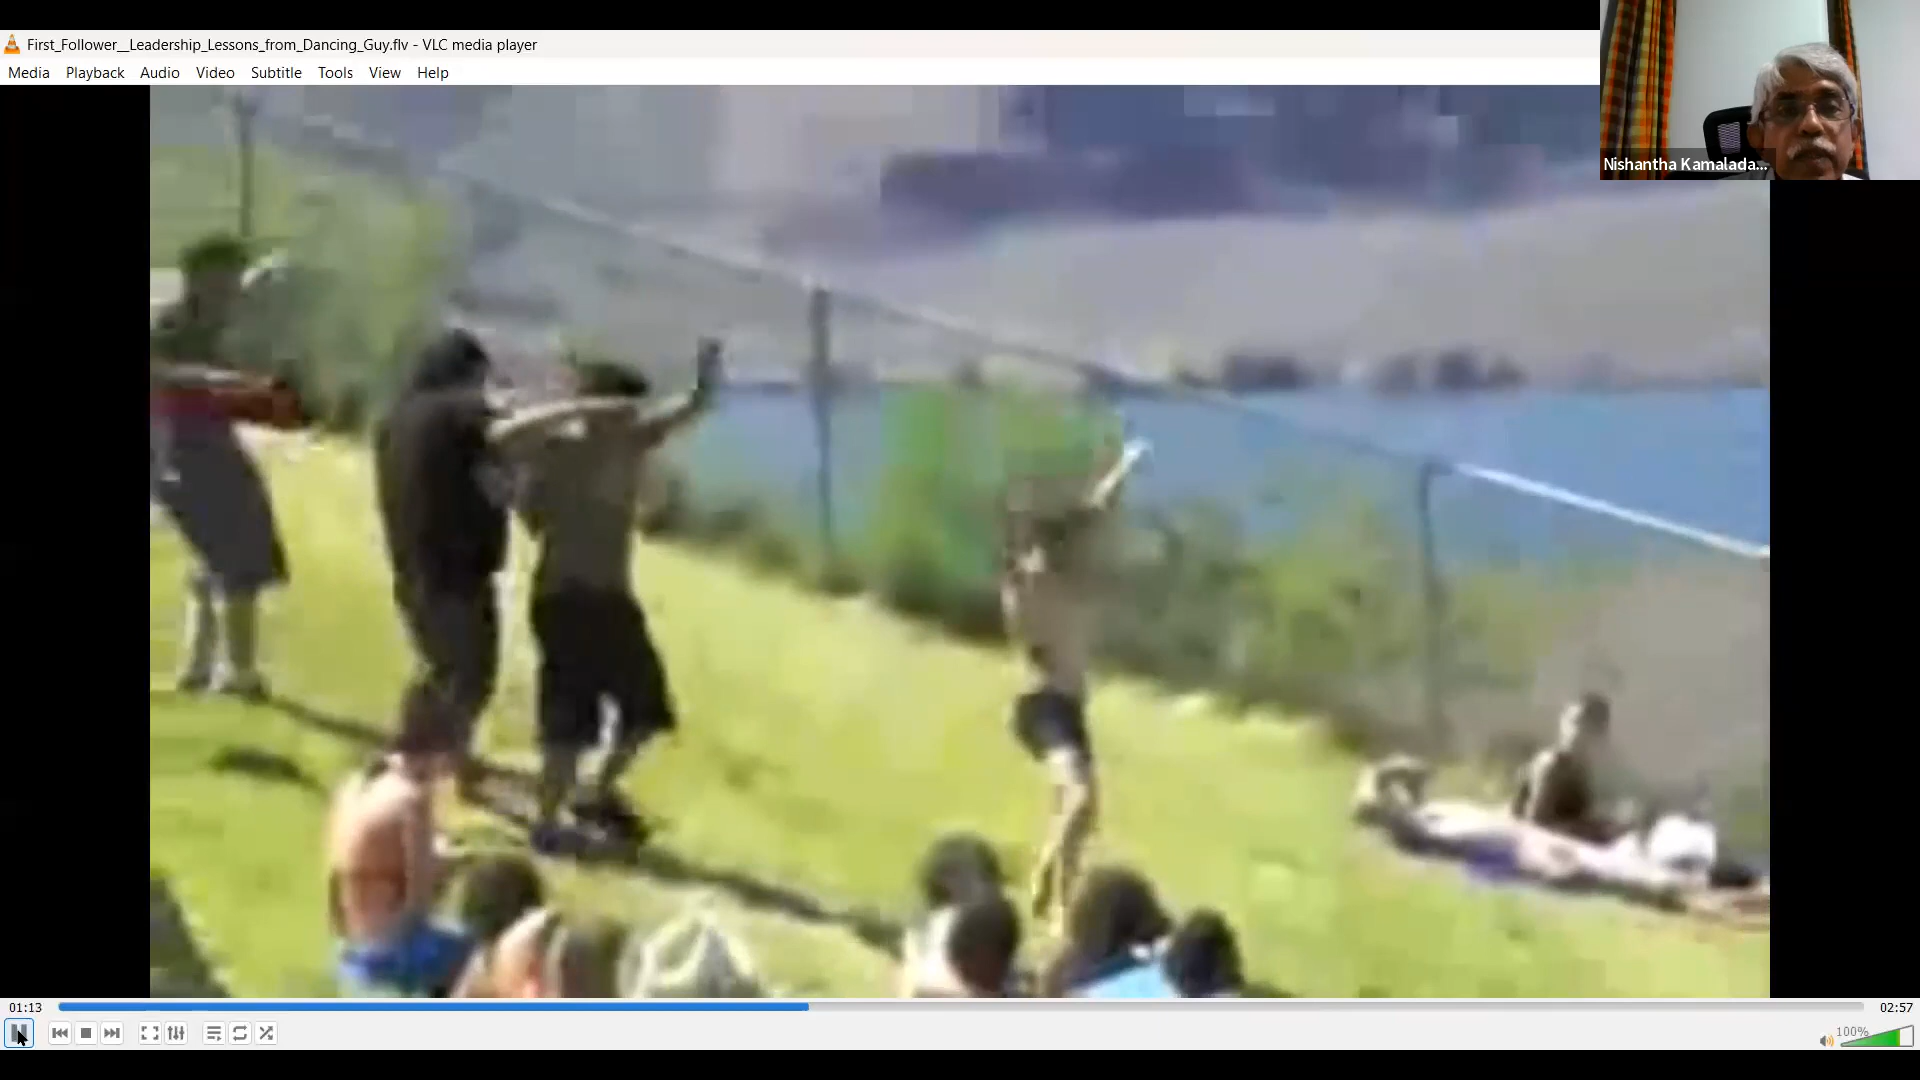 First_Follower__Leadership_Lessons_from_Dancing_Guy.flv - VLC media player
Media Playback Audio Video Subtitle Tools View Help
Nishantha Kamalada...
01:13
02:57
100%